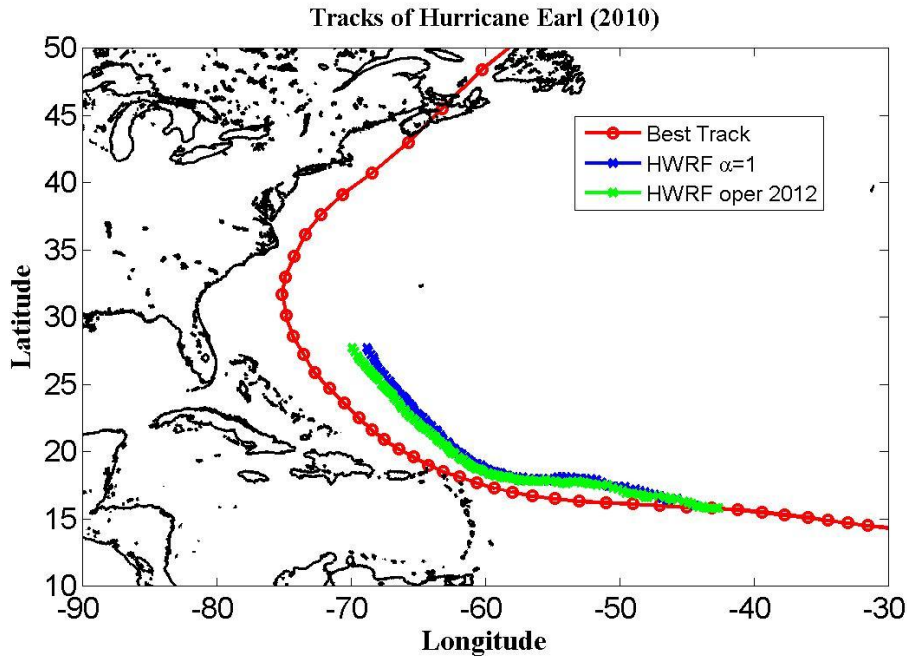 Tracks of Hurricane Earl (2010)
50
45
40
35
30
25
20
15
10
Latitude
Best Track
HWRF α=1
HWRF oper 2012
-90 -80 -70 -60 -50 -40 -30
Longitude